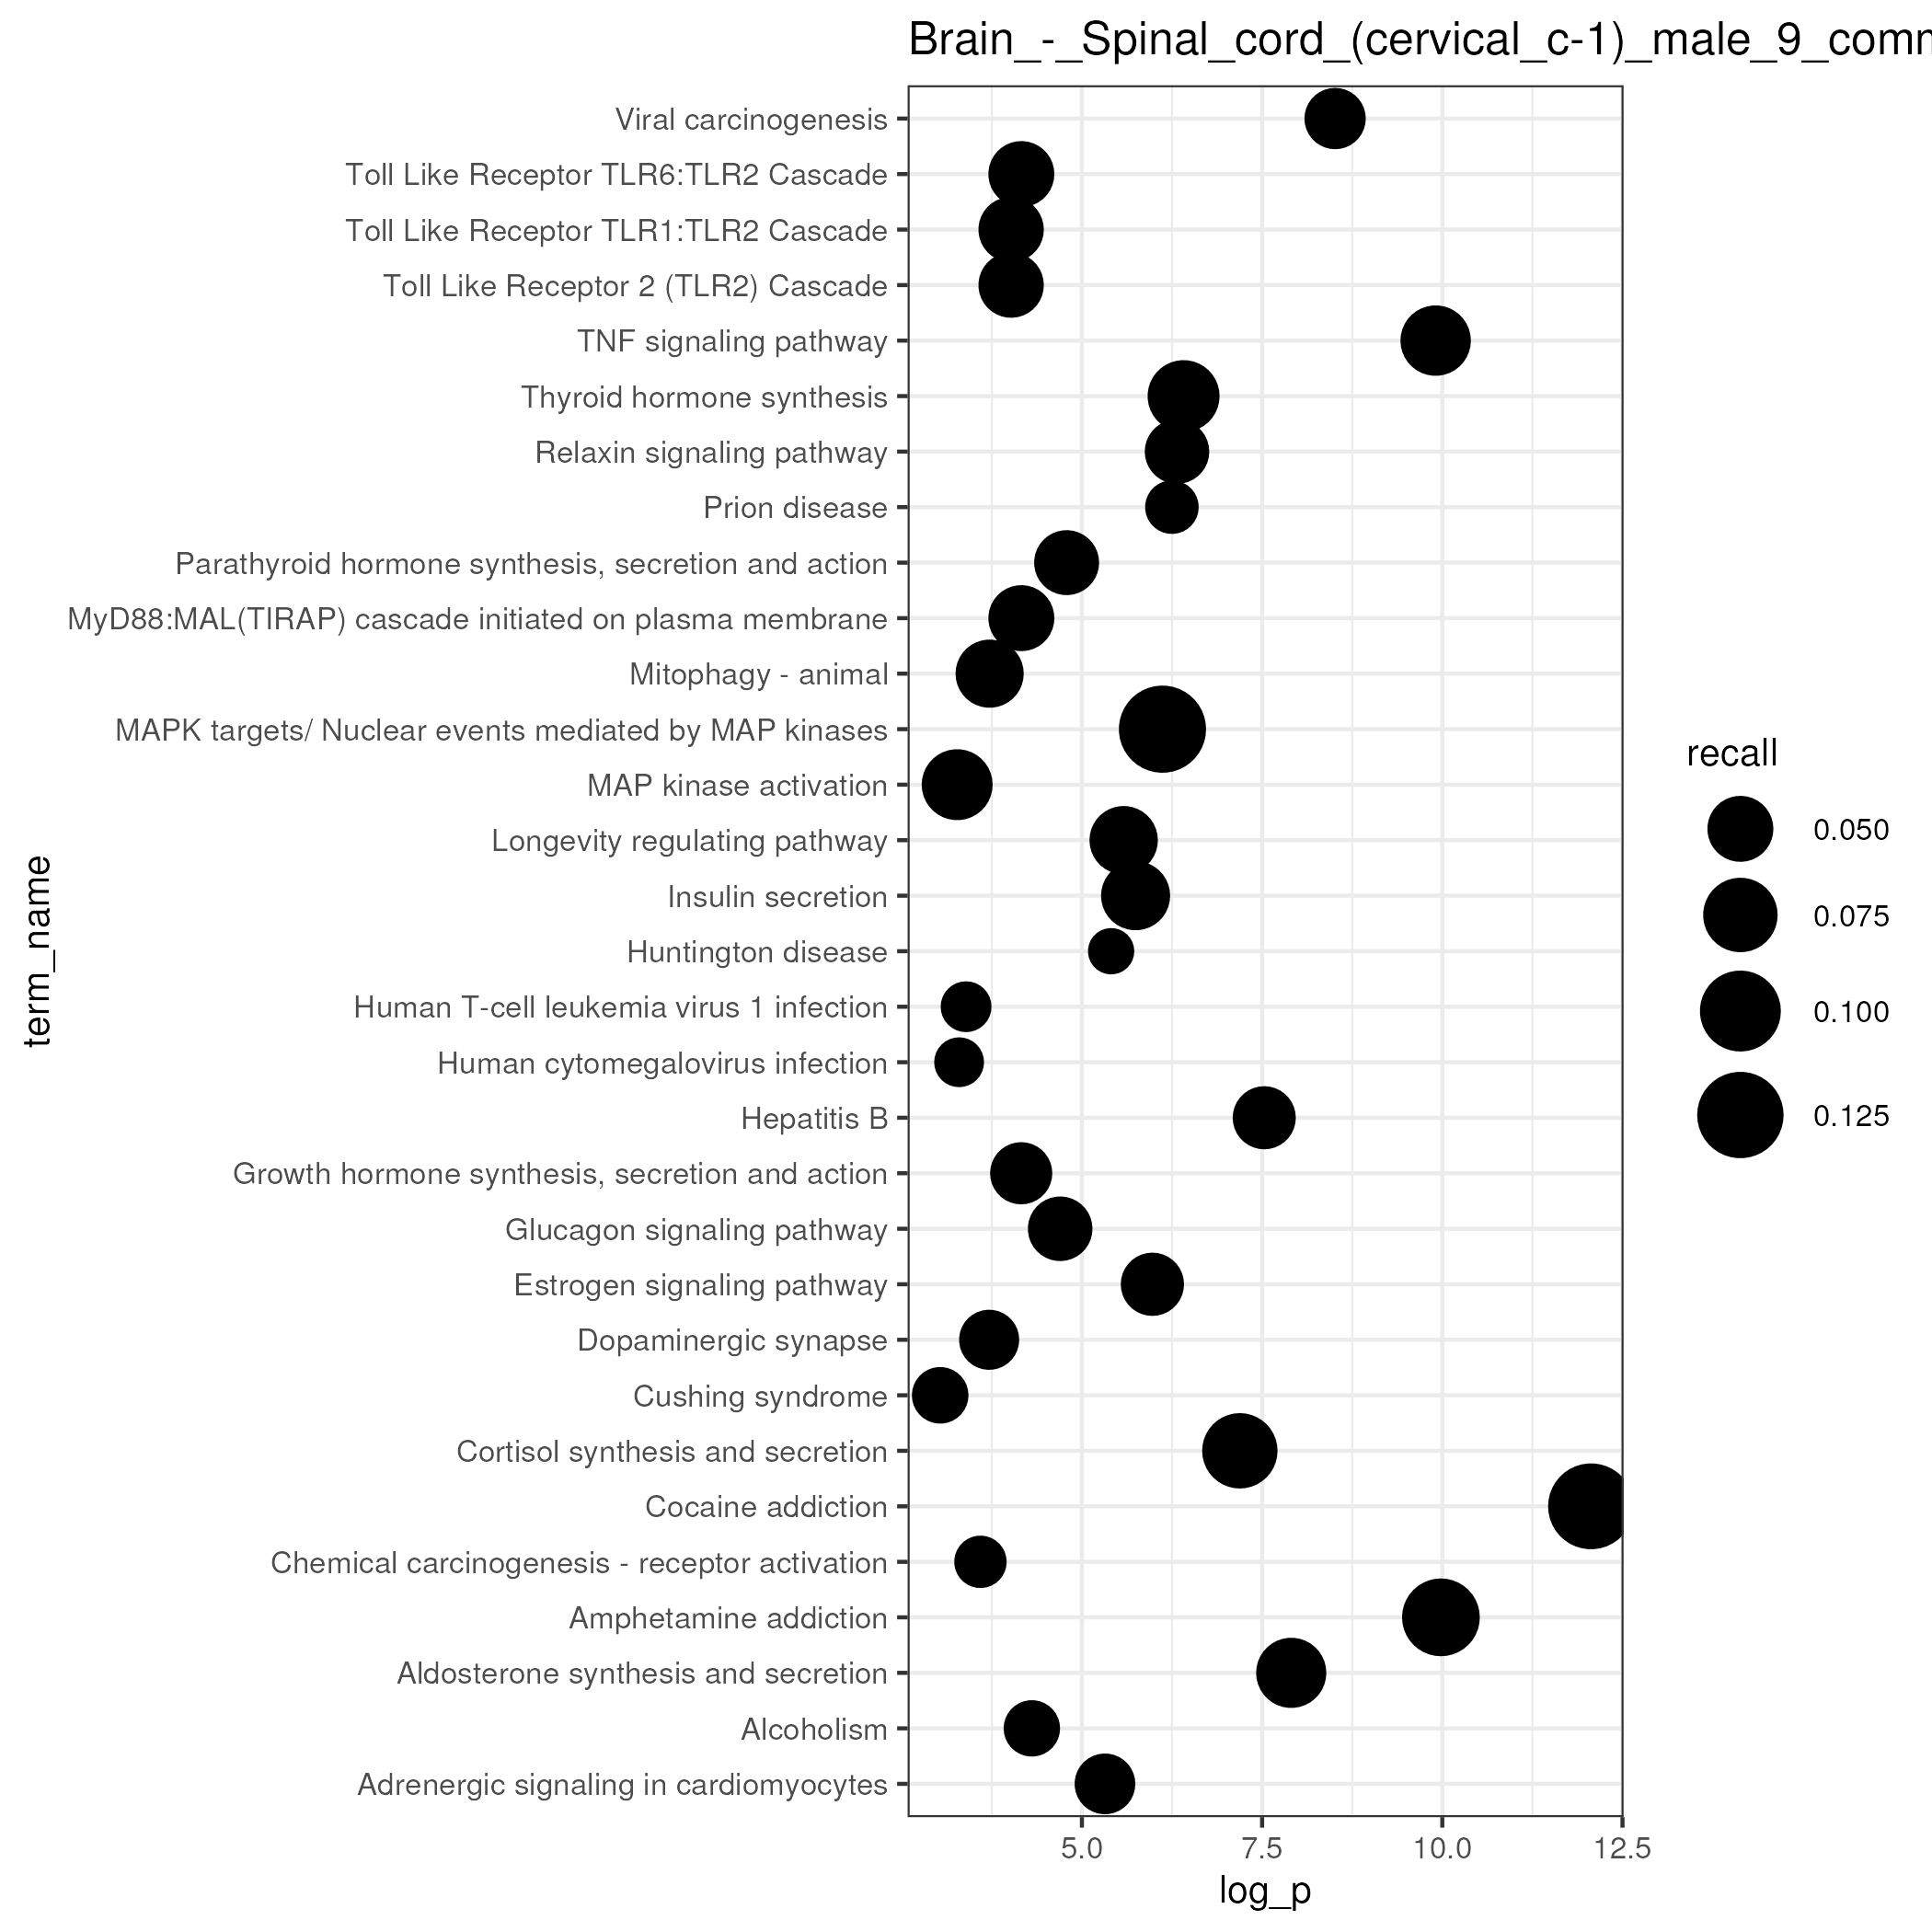 Brain_-_Spinal_cord_(cervical_c-1)_male_9_com
Viral carcinogenesis
Toll Like Receptor TLR6:TLR2 Cascade
Toll Like Receptor TLR1:TLR2 Cascade
Toll Like Receptor 2 (TLR2) Cascade
TNF signaling pathway
Thyroid hormone synthesis
Relaxin signaling pathway
Prion disease
Parathyroid hormone synthesis, secretion and action
MyD88:MAL(TIRAP) cascade initiated on plasma membrane
Mitophagy - animal
MAPK targets/ Nuclear events mediated by MAP kinases
MAP kinase activation
Longevity regulating pathway
Insulin secretion
Huntington disease
Human T-cell leukemia virus 1 infection
Human cytomegalovirus infection
Hepatitis B
Growth hormone synthesis, secretion and action
Glucagon signaling pathway
Estrogen signaling pathway
Dopaminergic synapse
Cushing syndrome
Cortisol synthesis and secretion
Cocaine addiction
Chemical carcinogenesis - receptor activation
Amphetamine addiction
Aldosterone synthesis and secretion
Alcoholism
Adrenergic signaling in cardiomyocytes
term_name
5.0 7.5 10.0 12.5
log_p
recall
0.050
0.075
0.100
0.125